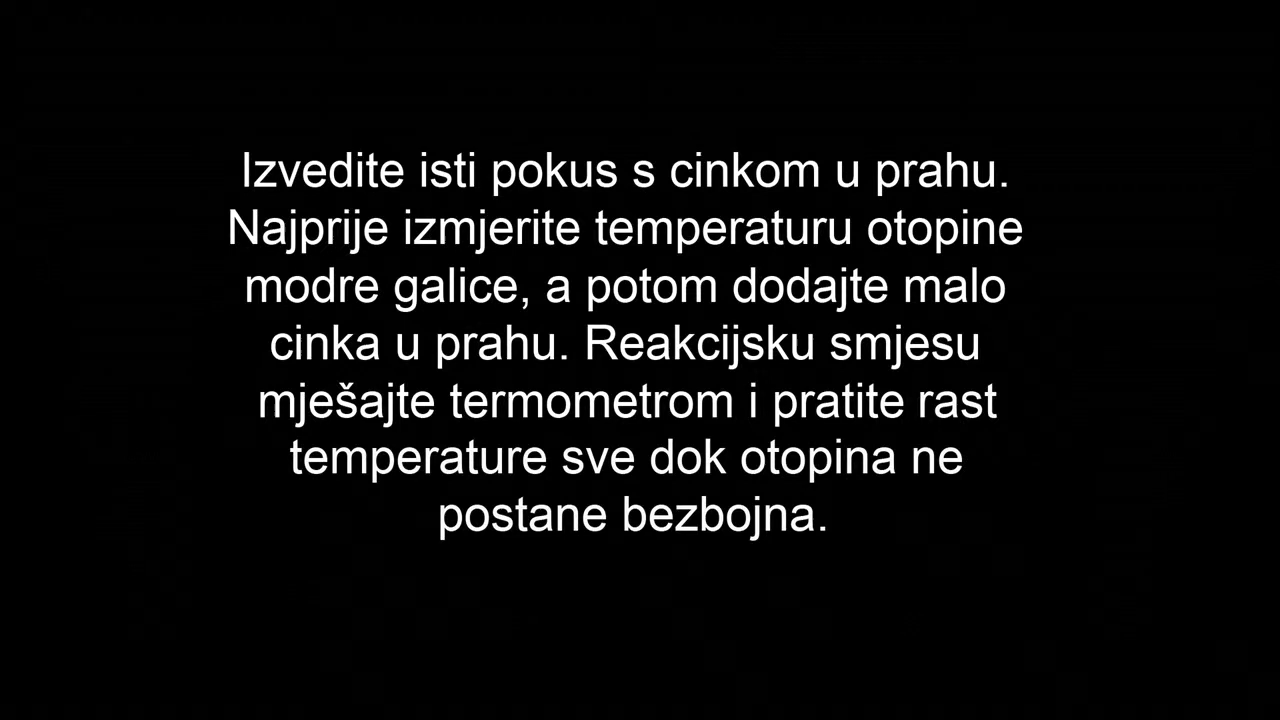 Izvedite isti pokus s cinkom u prahu.
Najprije izmjerite temperaturu otopine
modre galice, a potom dodajte malo
cinka u prahu. Reakcijsku smjesu
mješajte termometrom i pratite rast
temperature sve dok otopina ne
postane bezbojna.